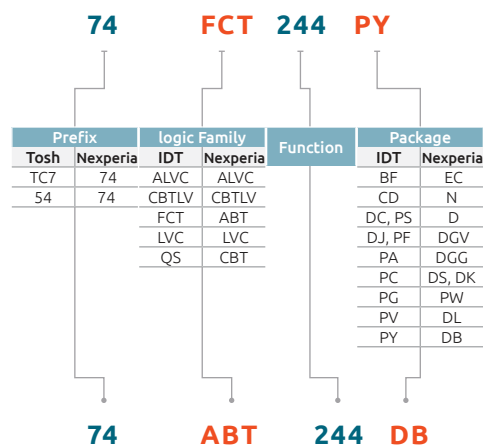 74 FCT 244 PY
Prefix logic Family Function Package
Tosh Nexperia IDT Nexperia IDT Nexperia
TC7 74 ALVC ALVC BF EC
54 74 CBTLV CBTLV CD N
FCT ABT DC, PS D
LVC LVC DJ, PF DGV
QS CBT PA DGG
PC DS, DK
PG PW
PV DL
PY DB
74 ABT 244 DB